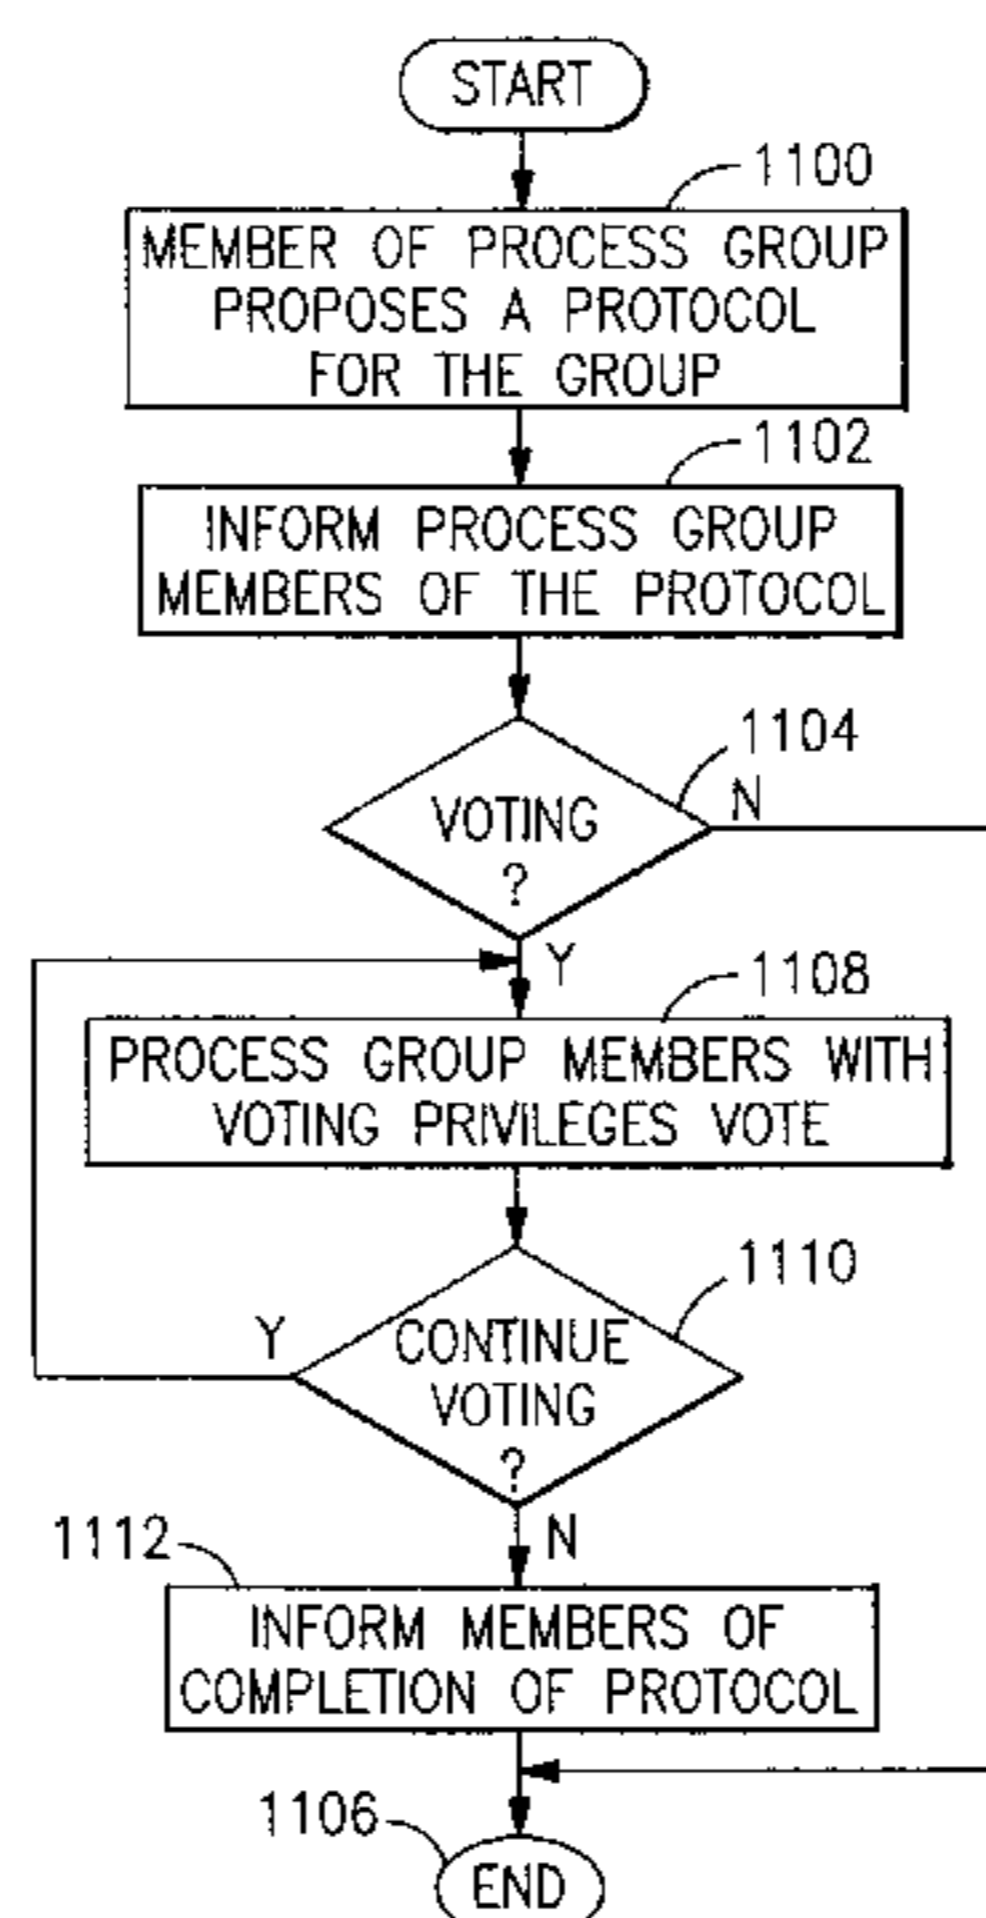 START
1100
MEMBER OF PROCESS GROUP
PROPOSES A PROTOCOL
FOR THE GROUP
1102
INFORM PROCESS GROUP
MEMBERS OF THE PROTOCOL
1104
VOTING
?
N
Y
1108
PROCESS GROUP MEMBERS WITH
VOTING PRIVILEGES VOTE
1110
Y
CONTINUE
VOTING
?
N
1112
INFORM MEMBERS OF
COMPLETION OF PROTOCOL
1106
END